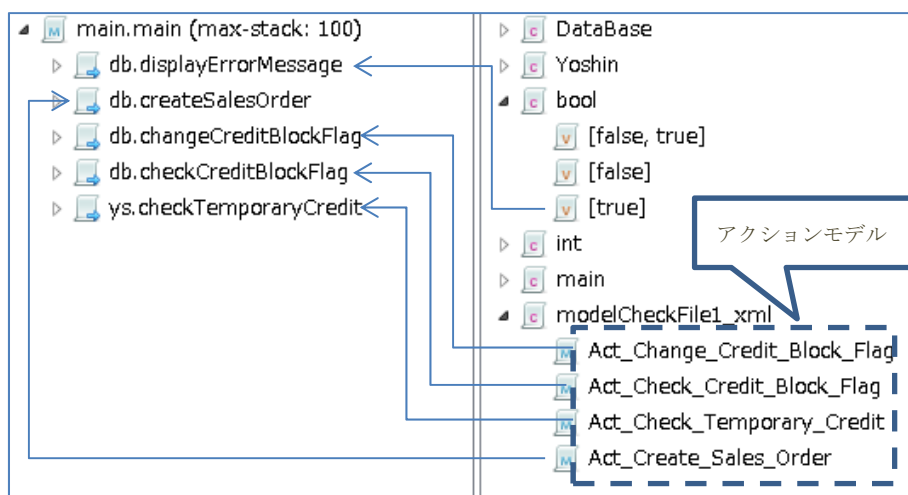 main.main (max-stack: 100)
db.displayErrorMessage
db.createSalesOrder
db.changeCreditBlockFlag
db.checkCreditBlockFlag
ys.checkTemporaryCredit
DataBase
Yoshin
bool
[false, true]
[false]
[true]
int
main
modelCheckFile1_xml
Act_Change_Credit_Block_Flag
Act_Check_Credit_Block_Flag
Act_Check_Temporary_Credit
Act_Create_Sales_Order
アクションモデル